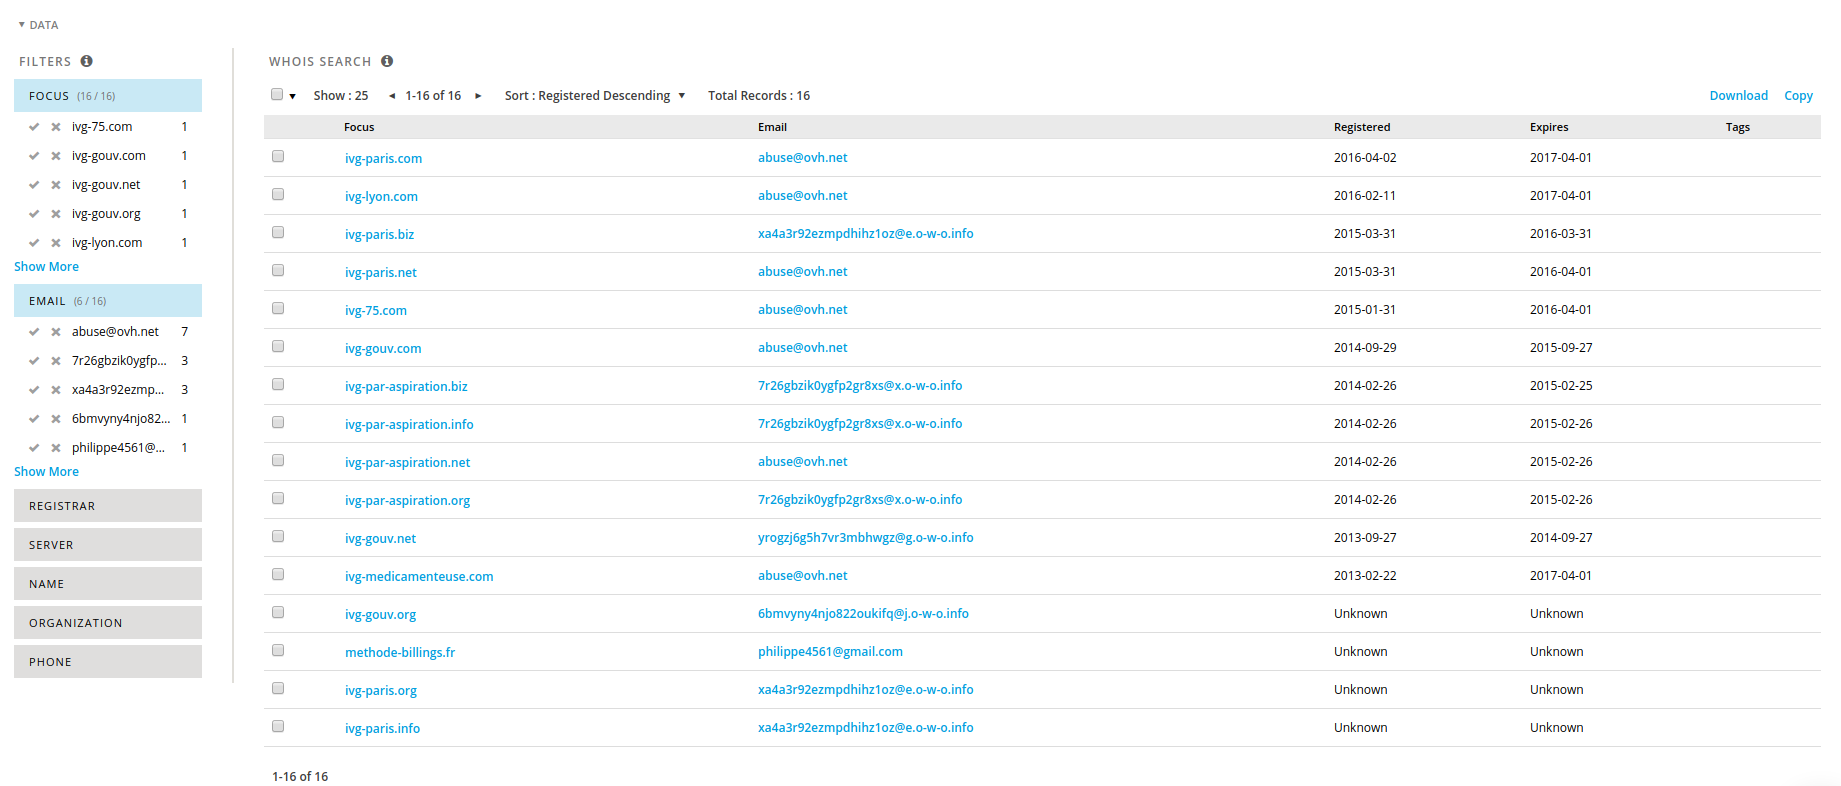 DATA
FILTERS
FOCUS (16 / 16)
ivg-75.com 1
ivg-gouv.com 1
ivg-gouv.net 1
ivg-gouv.org 1
ivg-lyon.com 1
Show More
EMAIL (6 / 16)
abuse@ovh.net 7
7r26gbzik0ygfp... 3
xa4a3r92ezmp... 3
6bmvyny4njo82... 1
philippe4561@... 1
Show More
REGISTRAR
SERVER
NAME
ORGANIZATION
PHONE
WHOIS SEARCH
Show : 25 1-16 of 16 Sort : Registered Descending Total Records : 16 Download Copy
Focus Email Registered Expires Tags
ivg-paris.com abuse@ovh.net 2016-04-02 2017-04-01
ivg-lyon.com abuse@ovh.net 2016-02-11 2017-04-01
ivg-paris.biz xa4a3r92ezmpdhihz1oz@e.o-w-o.info 2015-03-31 2016-03-31
ivg-paris.net abuse@ovh.net 2015-03-31 2016-04-01
ivg-75.com abuse@ovh.net 2015-01-31 2016-04-01
ivg-gouv.com abuse@ovh.net 2014-09-29 2015-09-27
ivg-par-aspiration.biz 7r26gbzik0ygfp2gr8xs@x.o-w-o.info 2014-02-26 2015-02-25
ivg-par-aspiration.info 7r26gbzik0ygfp2gr8xs@x.o-w-o.info 2014-02-26 2015-02-26
ivg-par-aspiration.net abuse@ovh.net 2014-02-26 2015-02-26
ivg-par-aspiration.org 7r26gbzik0ygfp2gr8xs@x.o-w-o.info 2014-02-26 2015-02-26
ivg-gouv.net yrogzj6g5h7vr3mbhwgz@g.o-w-o.info 2013-09-27 2014-09-27
ivg-medicamenteuse.com abuse@ovh.net 2013-02-22 2017-04-01
ivg-gouv.org 6bmvyny4njo822oukifq@j.o-w-o.info Unknown Unknown
methode-billings.fr philippe4561@gmail.com Unknown Unknown
ivg-paris.org xa4a3r92ezmpdhihz1oz@e.o-w-o.info Unknown Unknown
ivg-paris.info xa4a3r92ezmpdhihz1oz@e.o-w-o.info Unknown Unknown
1-16 of 16